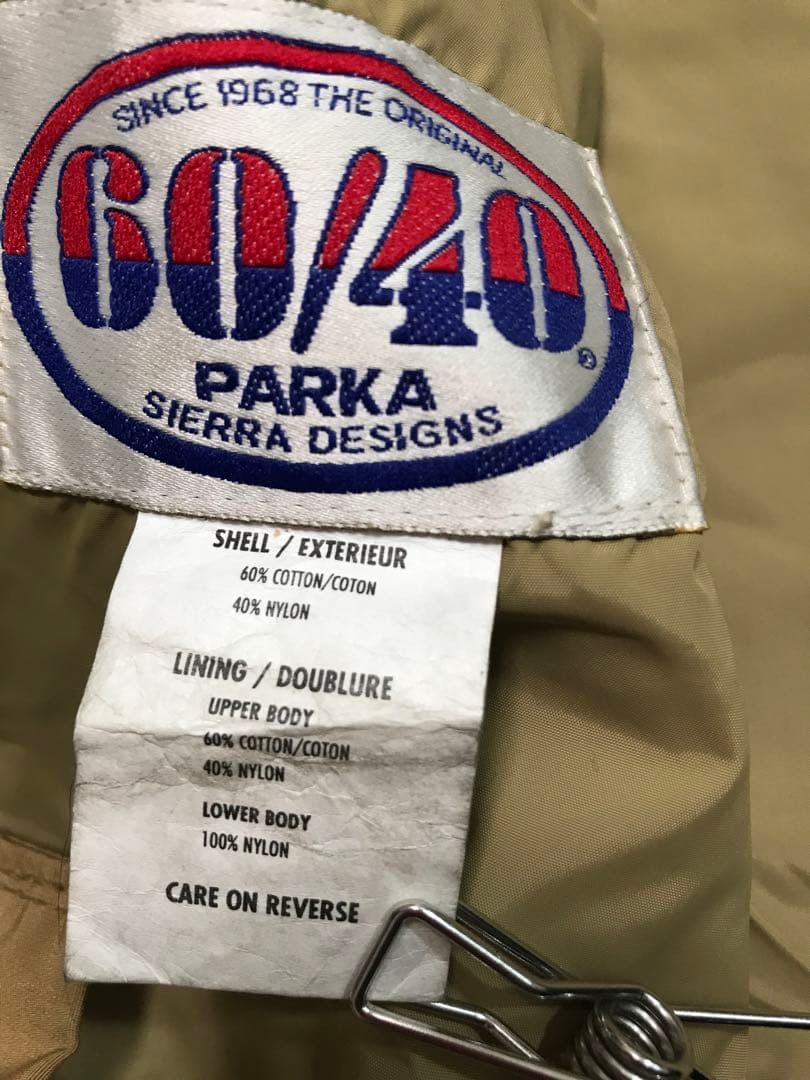 SINCE 1968 THE ORIGINAL
60/40
®
PARKA
SIERRA DESIGNS
SHELL / EXTERIEUR
60% COTTON/COTON
40% NYLON
LINING / DOUBLURE
UPPER BODY
60% COTTON/COTON
40% NYLON
LOWER BODY
100% NYLON
CARE ON REVERSE